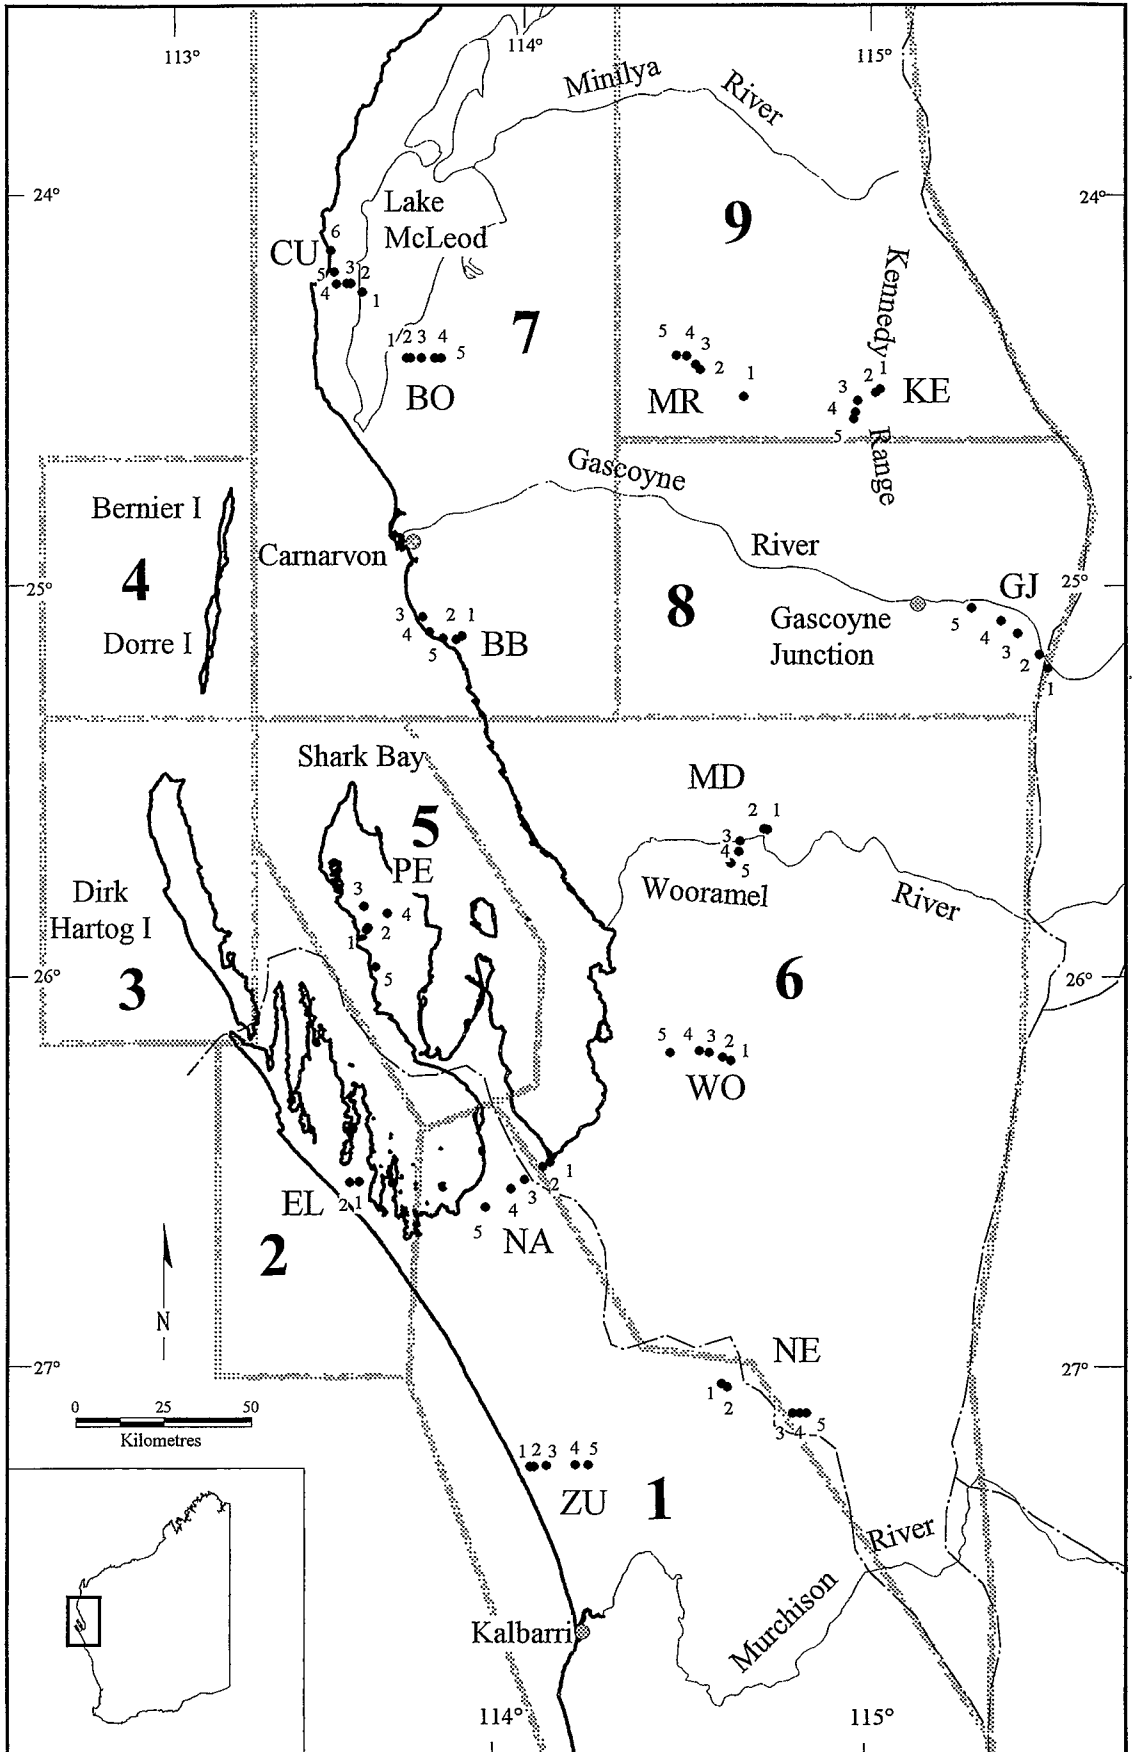 113°
114°
115°
Minilya
River
24°
24°
Lake
McLeod
9
6
CU
5
3
2
4
1
Kennedy
Range
7
1
2
3
4
5
BO
5
4
3
2
1
MR
1
2
3
4
5
KE
Gascoyne
River
Bernier I
4
Dorre I
Carnarvon
25°
25°
8
GJ
Gascoyne
Junction
5
4
3
2
1
3
2
1
4
5
BB
Shark Bay
5
PE
3
4
2
1
5
MD
2
1
3
4
5
Wooramel
River
Dirk
Hartog I
3
26°
26°
6
5
4
3
2
1
WO
EL
2
1
1
2
3
4
5
NA
2
N
27°
27°
NE
1
2
3
4
5
0
25
50
Kilometres
1
2
3
4
5
ZU
1
River
Murchison
Kalbarri
114°
115°